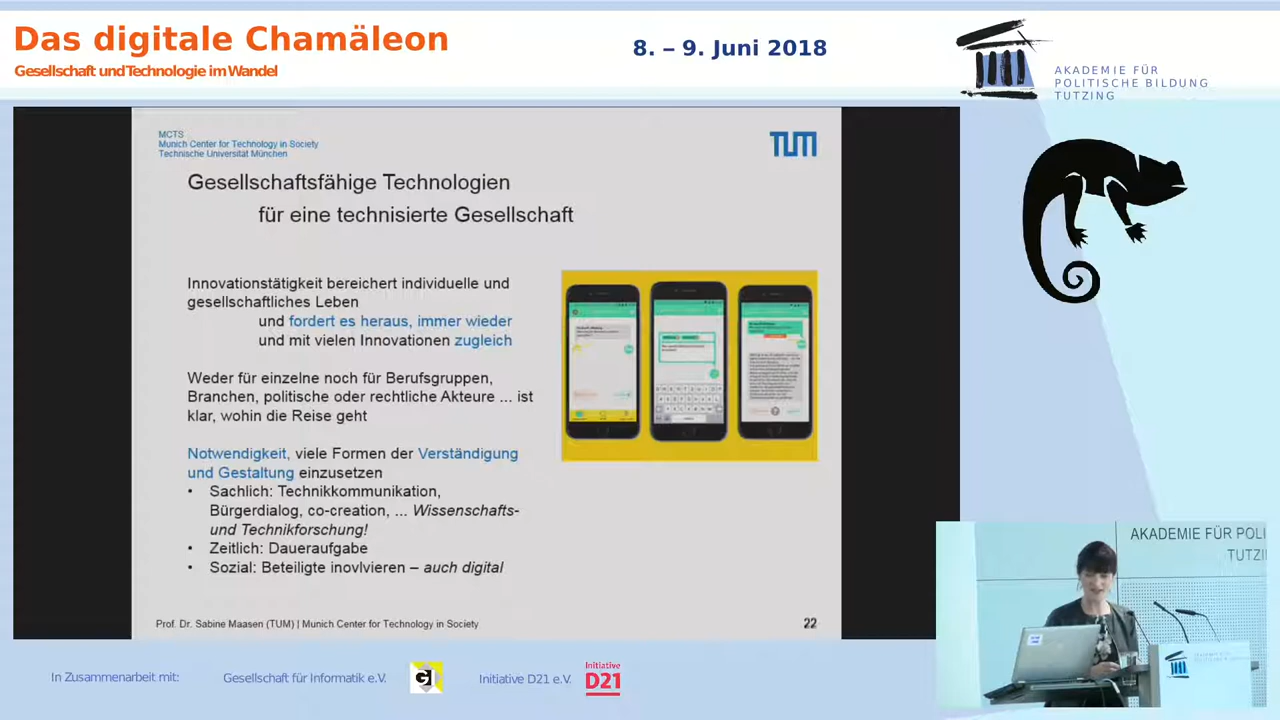 Das digitale Chamäleon
Gesellschaft und Technologie im Wandel
8. – 9. Juni 2018
AKADEMIE FÜR
POLITISCHE BILDUNG
TUTZING
MCTS
Munich Center for Technology in Society
Technische Universität München
TUM
Gesellschaftsfähige Technologien
für eine technisierte Gesellschaft
Innovationstätigkeit bereichert individuelle und
gesellschaftliches Leben
und fordert es heraus, immer wieder
und mit vielen Innovationen zugleich
Weder für einzelne noch für Berufsgruppen,
Branchen, politische oder rechtliche Akteure ... ist
klar, wohin die Reise geht
Notwendigkeit, viele Formen der Verständigung
und Gestaltung einzusetzen
• Sachlich: Technikkommunikation,
Bürgerdialog, co-creation, ... Wissenschafts-
und Technikforschung!
• Zeitlich: Daueraufgabe
• Sozial: Beteiligte inovlvieren – auch digital
Prof. Dr. Sabine Maasen (TUM) | Munich Center for Technology in Society
22
AKADEMIE FÜR POLI
TUTZI
In Zusammenarbeit mit:
Gesellschaft für Informatik e.V.
GI
Initiative D21 e.V.
Initiative
D21